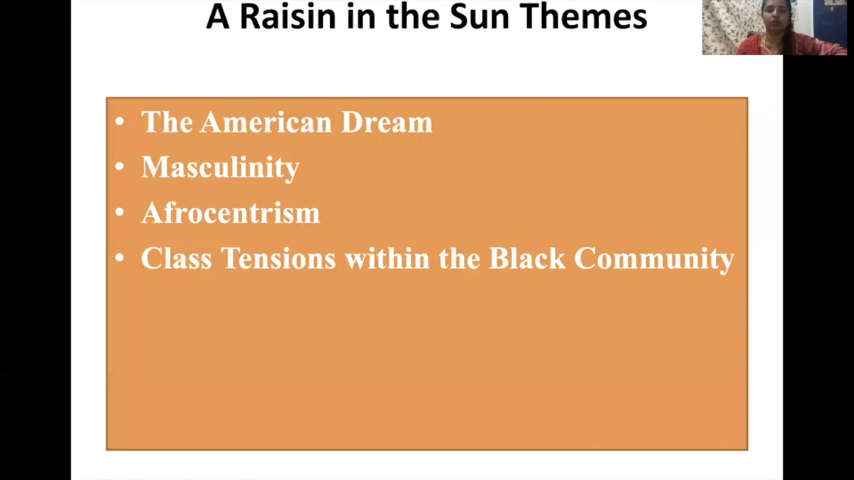 A Raisin in the Sun Themes
• The American Dream
• Masculinity
• Afrocentrism
• Class Tensions within the Black Community